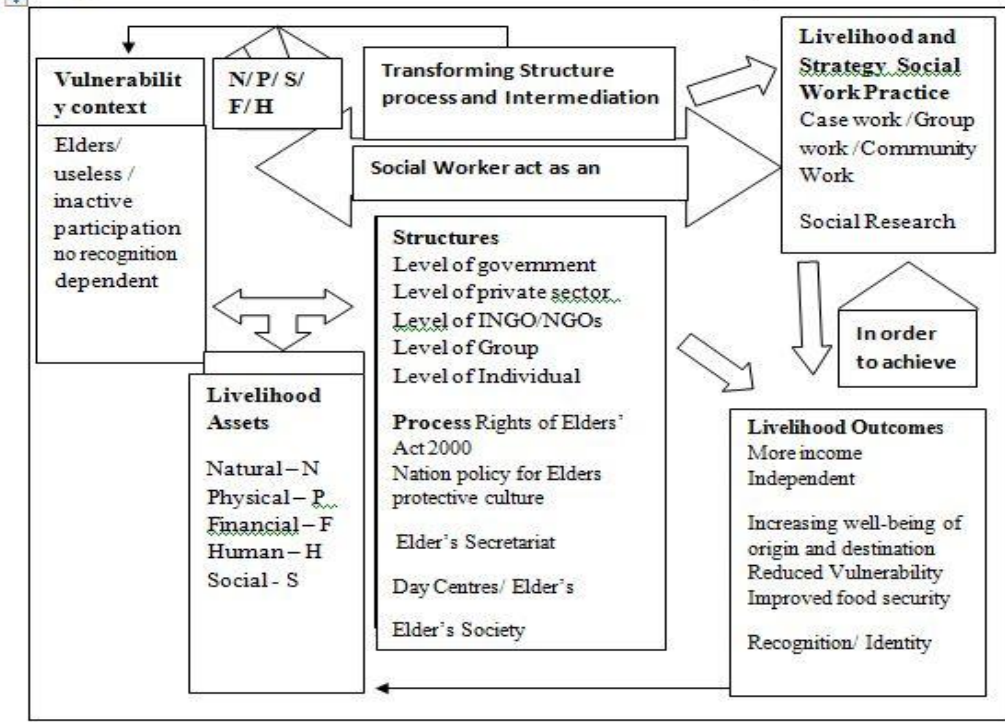 Vulnerabilit
y context
Elders/
useless /
inactive
participation
no recognition
dependent
N/ P/ S/
F/ H
Transforming Structure
process and Intermediation
Social Worker act as an
Livelihood and
Strategy Social
Work Practice
Case work /Group
work /Community
Work
Social Research
Livelihood
Assets
Natural – N
Physical – P
Financial – F
Human – H
Social - S
Structures
Level of government
Level of private sector
Level of INGO/NGOs
Level of Group
Level of Individual
Process Rights of Elders’
Act 2000
Nation policy for Elders
protective culture
Elder’s Secretariat
Day Centres/ Elder’s
Elder’s Society
In order
to achieve
Livelihood Outcomes
More income
Independent
Increasing well-being of
origin and destination
Reduced Vulnerability
Improved food security
Recognition/ Identity